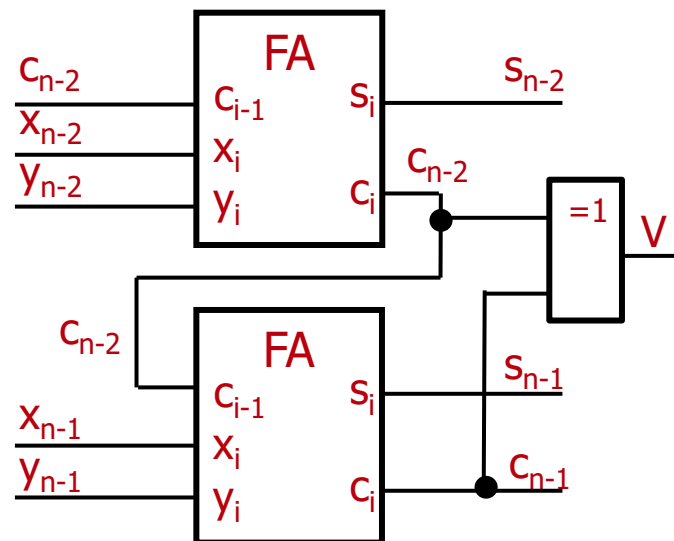 FA
c_{n-2}
x_{n-2}
y_{n-2}
c_{i-1}
x_i
y_i
s_i
c_i
s_{n-2}
c_{n-2}
=1
V
c_{n-2}
FA
x_{n-1}
y_{n-1}
c_{i-1}
x_i
y_i
s_i
c_i
s_{n-1}
c_{n-1}